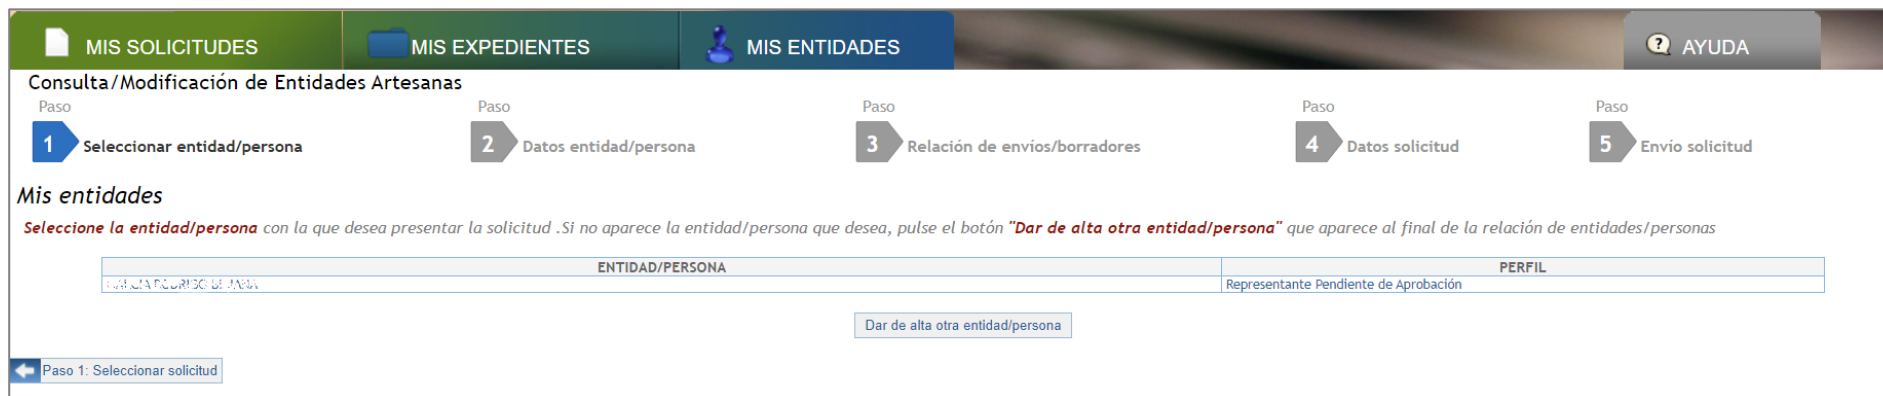 MIS SOLICITUDES MIS EXPEDIENTES MIS ENTIDADES AYUDA
Consulta/Modificación de Entidades Artesanas
Paso Paso Paso Paso Paso
1 Seleccionar entidad/persona 2 Datos entidad/persona 3 Relación de envíos/borradores 4 Datos solicitud 5 Envío solicitud
Mis entidades
Seleccione la entidad/persona con la que desea presentar la solicitud .Si no aparece la entidad/persona que desea, pulse el botón "Dar de alta otra entidad/persona" que aparece al final de la relación de entidades/personas
ENTIDAD/PERSONA PERFIL
Representante Pendiente de Aprobación
Dar de alta otra entidad/persona
Paso 1: Seleccionar solicitud